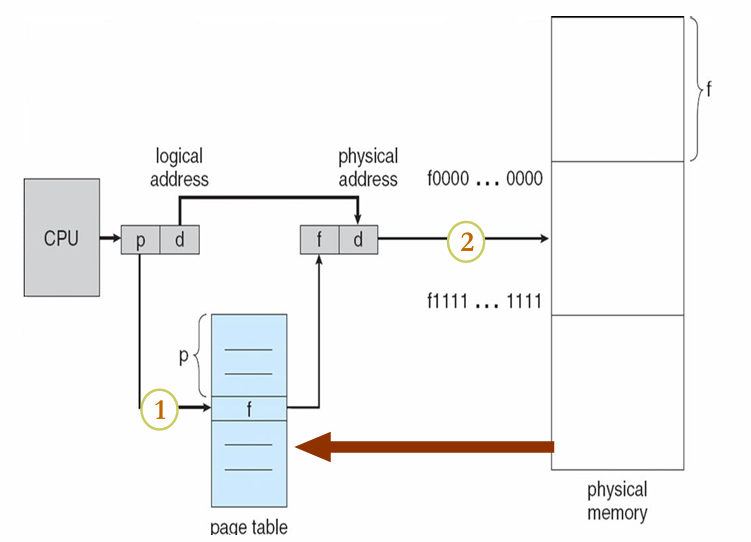 f
logical
address
physical
address
f0000 ... 0000
CPU
p
d
f
d
2
f1111 ... 1111
p
1
f
page table
physical
memory